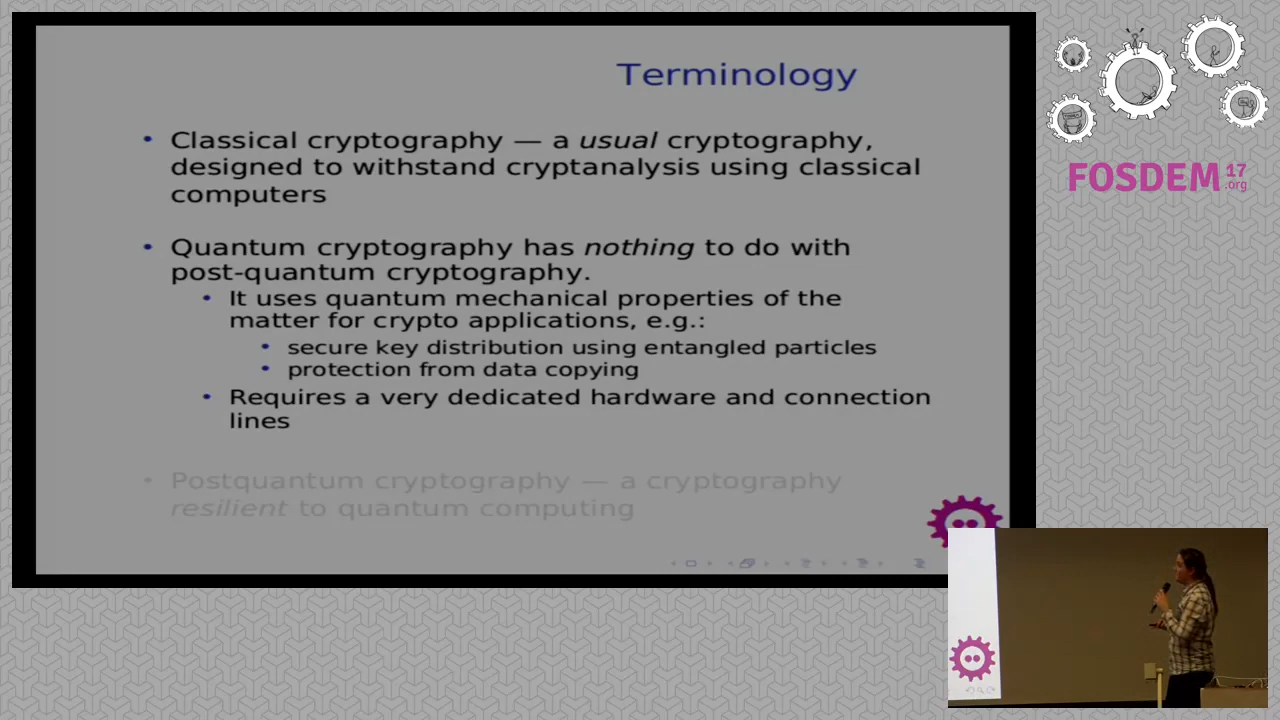 Terminology
• Classical cryptography — a usual cryptography,
designed to withstand cryptanalysis using classical
computers
• Quantum cryptography has nothing to do with
post-quantum cryptography.
• It uses quantum mechanical properties of the
matter for crypto applications, e.g.:
• secure key distribution using entangled particles
• protection from data copying
• Requires a very dedicated hardware and connection
lines
• Postquantum cryptography — a cryptography
resilient to quantum computing
FOSDEM 17
.org